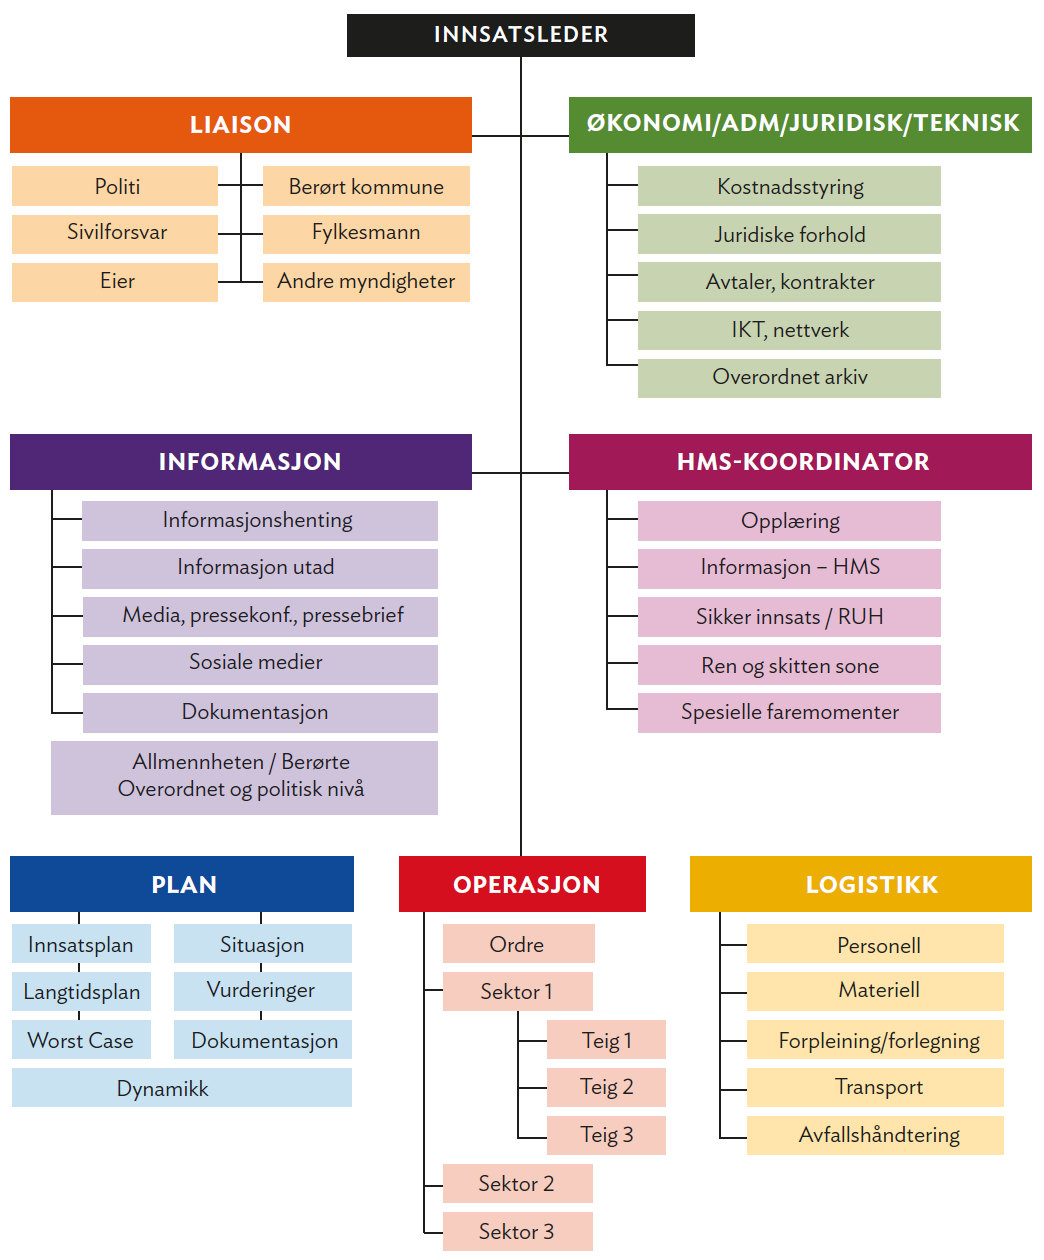 INNSATSLEDER
LIAISON
Politi
Berørt kommune
Sivilforsvar
Fylkesmann
Eier
Andre myndigheter
ØKONOMI/ADM/JURIDISK/TEKNISK
Kostnadsstyring
Juridiske forhold
Avtaler, kontrakter
IKT, nettverk
Overordnet arkiv
INFORMASJON
Informasjonshenting
Informasjon utad
Media, pressekonf., pressebrief
Sosiale medier
Dokumentasjon
Allmennheten / Berørte
Overordnet og politisk nivå
HMS-KOORDINATOR
Opplæring
Informasjon – HMS
Sikker innsats / RUH
Ren og skitten sone
Spesielle faremomenter
PLAN
Innsatsplan
Situasjon
Langtidsplan
Vurderinger
Worst Case
Dokumentasjon
Dynamikk
OPERASJON
Ordre
Sektor 1
Teig 1
Teig 2
Teig 3
Sektor 2
Sektor 3
LOGISTIKK
Personell
Materiell
Forpleining/forlegning
Transport
Avfallshåndtering